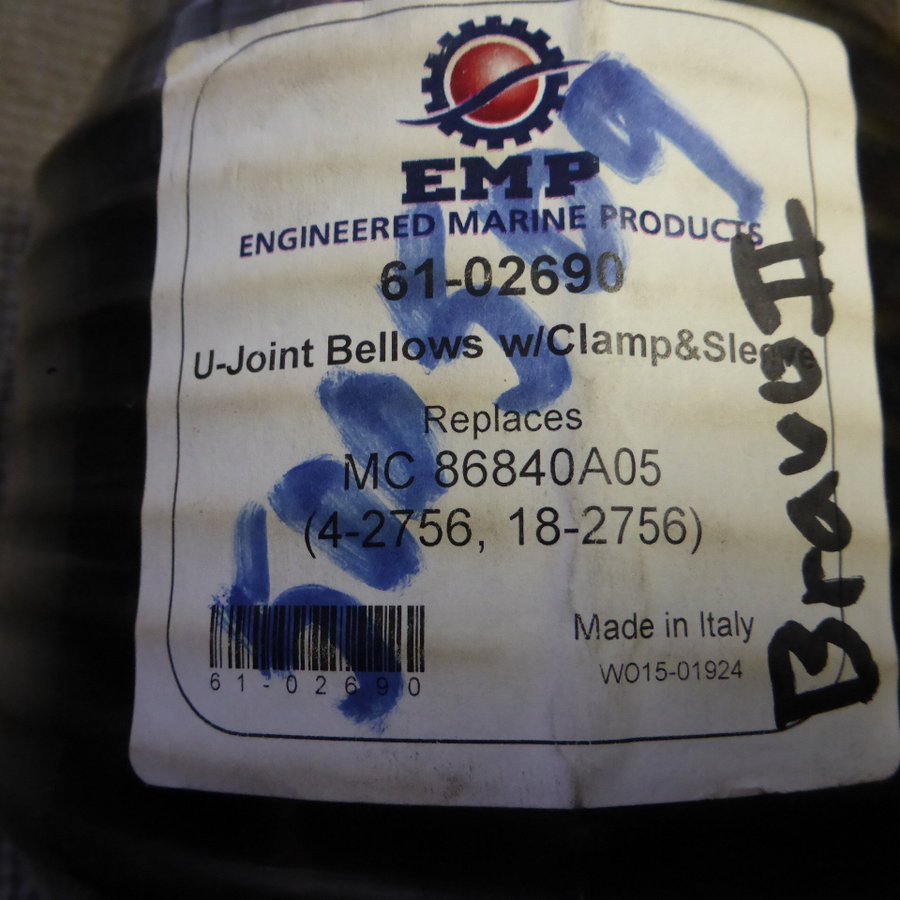 EMP
ENGINEERED MARINE PRODUCTS
61-02690
U-Joint Bellows w/Clamp&Sleeve
Replaces
MC 86840A05
(4-2756, 18-2756)
61-02690
Made in Italy
WO15-01924
Bravo II